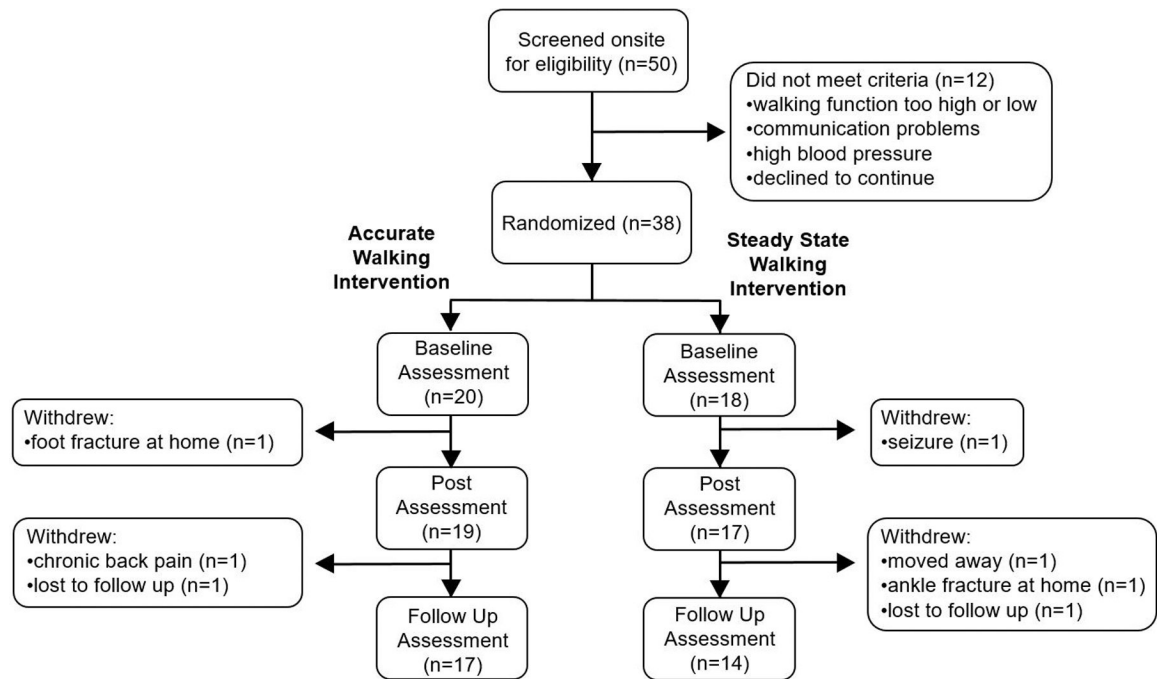 Screened onsite
for eligibility (n=50)
Did not meet criteria (n=12)
•walking function too high or low
•communication problems
•high blood pressure
•declined to continue
Randomized (n=38)
Accurate
Walking
Intervention
Steady State
Walking
Intervention
Baseline
Assessment
(n=20)
Baseline
Assessment
(n=18)
Withdrew:
•foot fracture at home (n=1)
Withdrew:
•seizure (n=1)
Post
Assessment
(n=19)
Post
Assessment
(n=17)
Withdrew:
•chronic back pain (n=1)
•lost to follow up (n=1)
Withdrew:
•moved away (n=1)
•ankle fracture at home (n=1)
•lost to follow up (n=1)
Follow Up
Assessment
(n=17)
Follow Up
Assessment
(n=14)